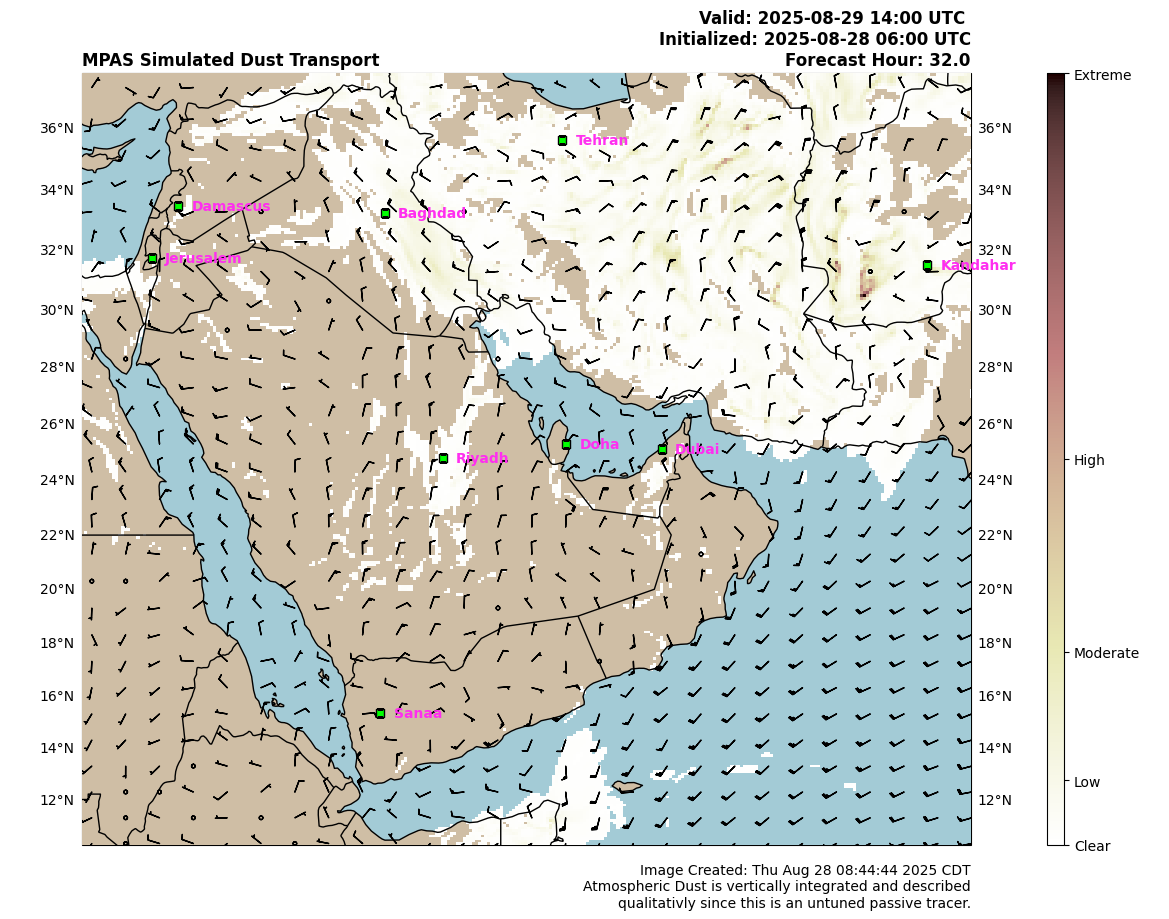 Valid: 2025-08-29 14:00 UTC
Initialized: 2025-08-28 06:00 UTC
MPAS Simulated Dust Transport Forecast Hour: 32.0
Extreme
36°N 36°N
Tehran
34°N 34°N
Damascus
Baghdad
32°N 32°N
Jerusalem
Kandahar
30°N 30°N
28°N 28°N
26°N 26°N
Doha
Dubai
Riyadh
High
24°N 24°N
22°N 22°N
20°N 20°N
18°N 18°N
Moderate
16°N 16°N
Sanaa
14°N 14°N
Low
12°N 12°N
Clear
Image Created: Thu Aug 28 08:44:44 2025 CDT
Atmospheric Dust is vertically integrated and described
qualitativly since this is an untuned passive tracer.